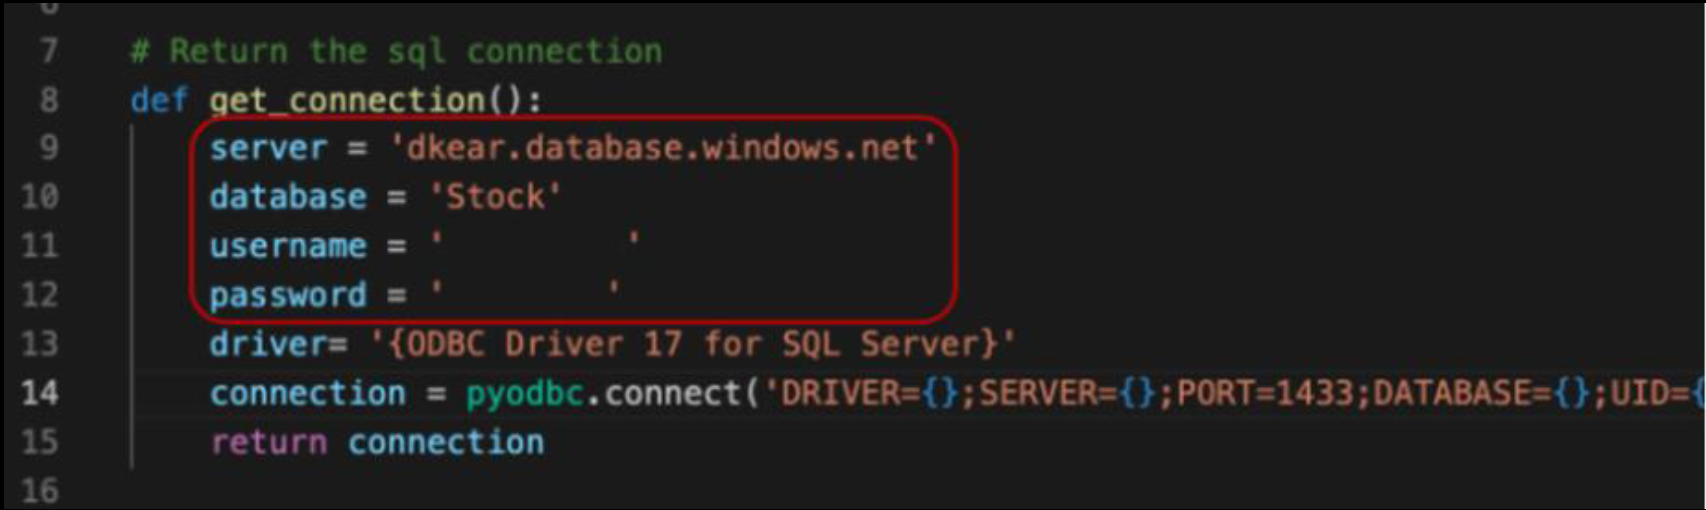 7 # Return the sql connection
8 def get_connection():
9 server = 'dkear.database.windows.net'
10 database = 'Stock'
11 username = '          '
12 password = '         '
13 driver= '{ODBC Driver 17 for SQL Server}'
14 connection = pyodbc.connect('DRIVER={};SERVER={};PORT=1433;DATABASE={};UID={
15 return connection
16